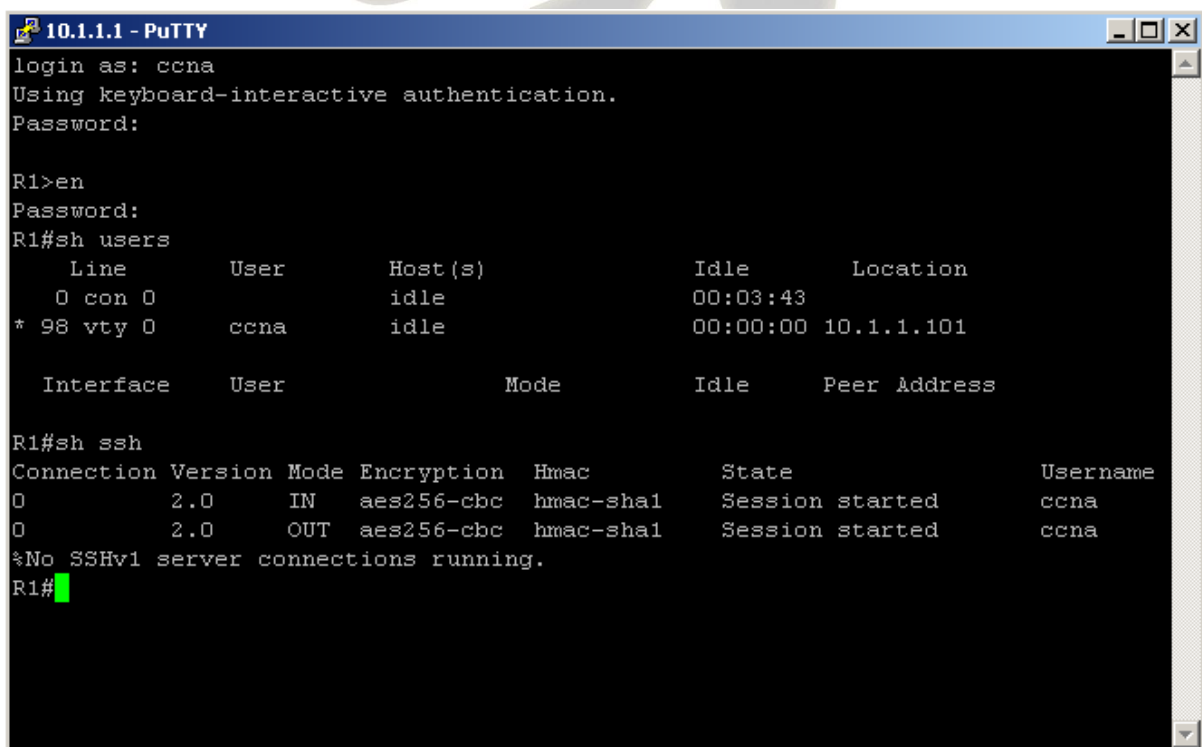 10.1.1.1 - PuTTY
login as: ccna
Using keyboard-interactive authentication.
Password:
R1>en
Password:
R1#sh users
Line User Host(s) Idle Location
0 con 0 idle 00:03:43
* 98 vty 0 ccna idle 00:00:00 10.1.1.101
Interface User Mode Idle Peer Address
R1#sh ssh
Connection Version Mode Encryption Hmac State Username
0 2.0 IN aes256-cbc hmac-sha1 Session started ccna
0 2.0 OUT aes256-cbc hmac-sha1 Session started ccna
%No SSHv1 server connections running.
R1#